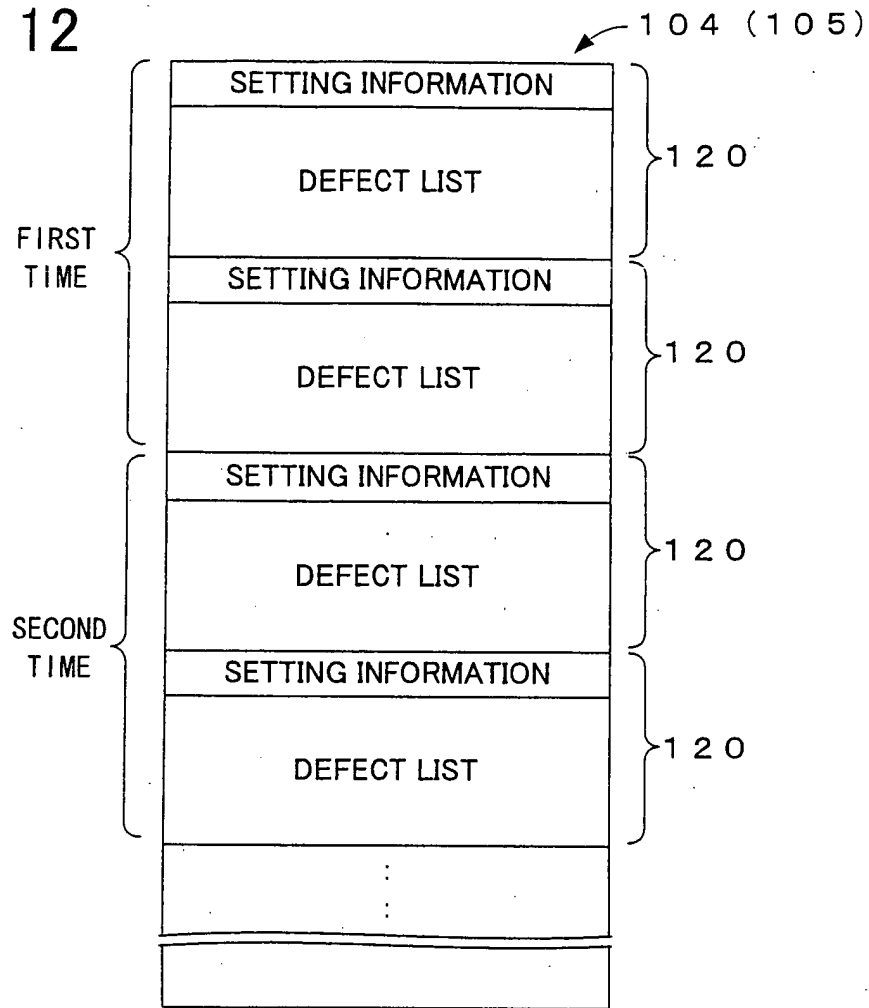 12
104 (105)
SETTING INFORMATION
DEFECT LIST
120
FIRST
TIME
SETTING INFORMATION
DEFECT LIST
120
SETTING INFORMATION
DEFECT LIST
120
SECOND
TIME
SETTING INFORMATION
DEFECT LIST
120